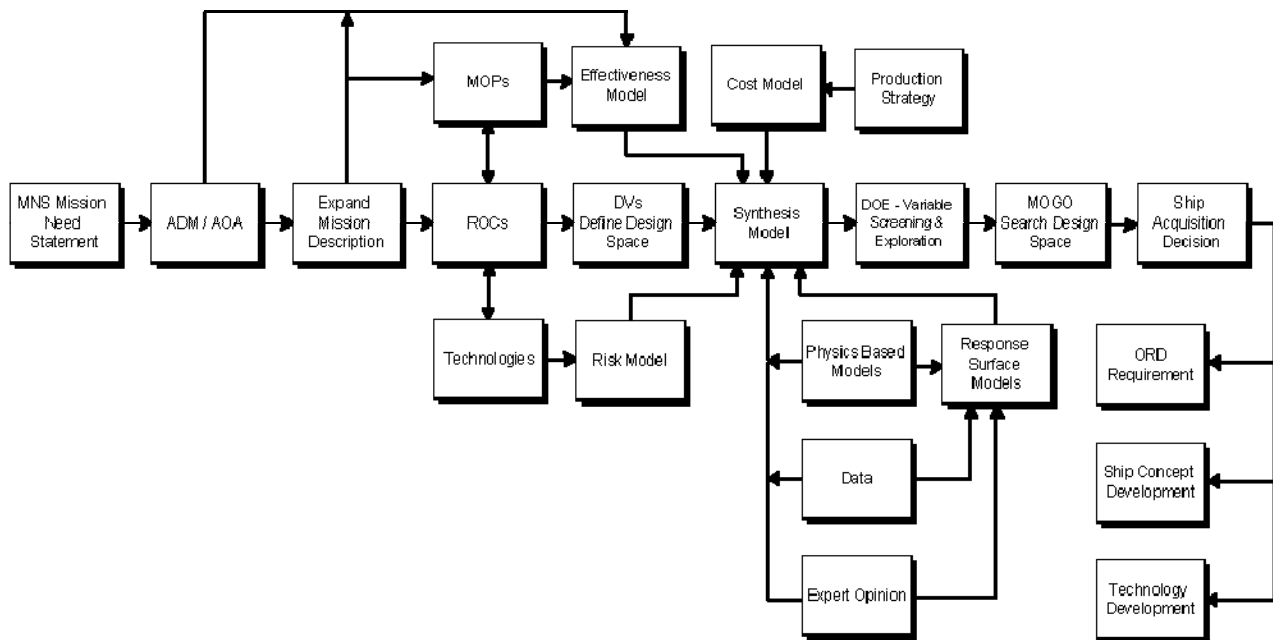 MOPs
Effectiveness
Model
Cost Model
Production
Strategy
MNS Mission
Need
Statement
ADM / AOA
Expand
Mission
Description
ROCs
DVs
Define Design
Space
Synthesis
Model
DOE - Variable
Screening &
Exploration
MOGO
Search Design
Space
Ship
Acquisition
Decision
Technologies
Risk Model
Physics Based
Models
Response
Surface
Models
ORD
Requirement
Data
Ship Concept
Development
Expert Opinion
Technology
Development